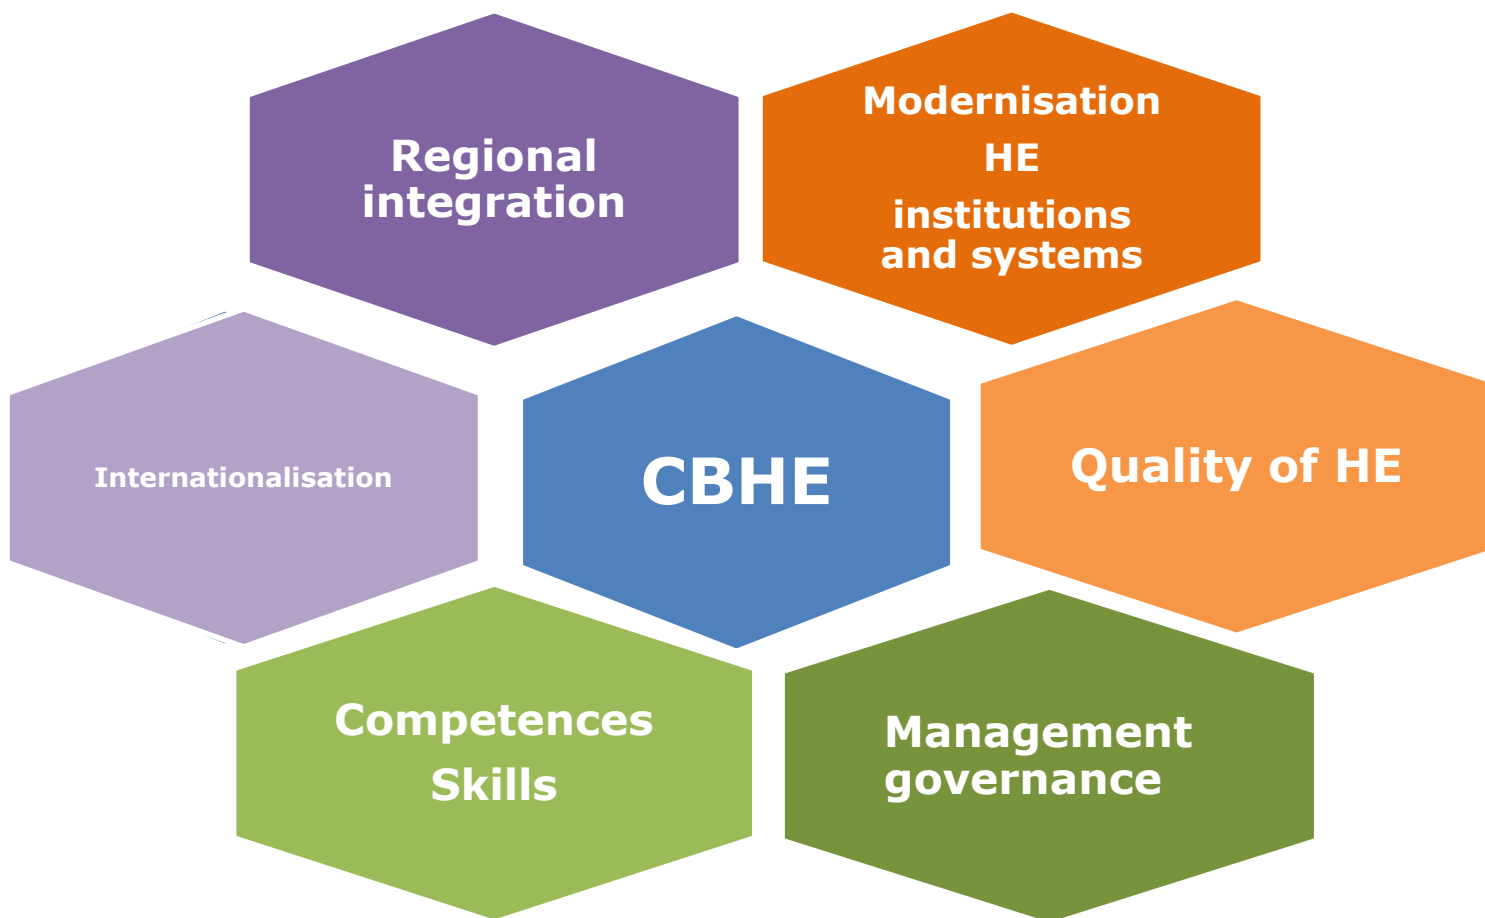 Regional
integration
Modernisation
HE
institutions
and systems
Internationalisation
CBHE
Quality of HE
Competences
Skills
Management
governance